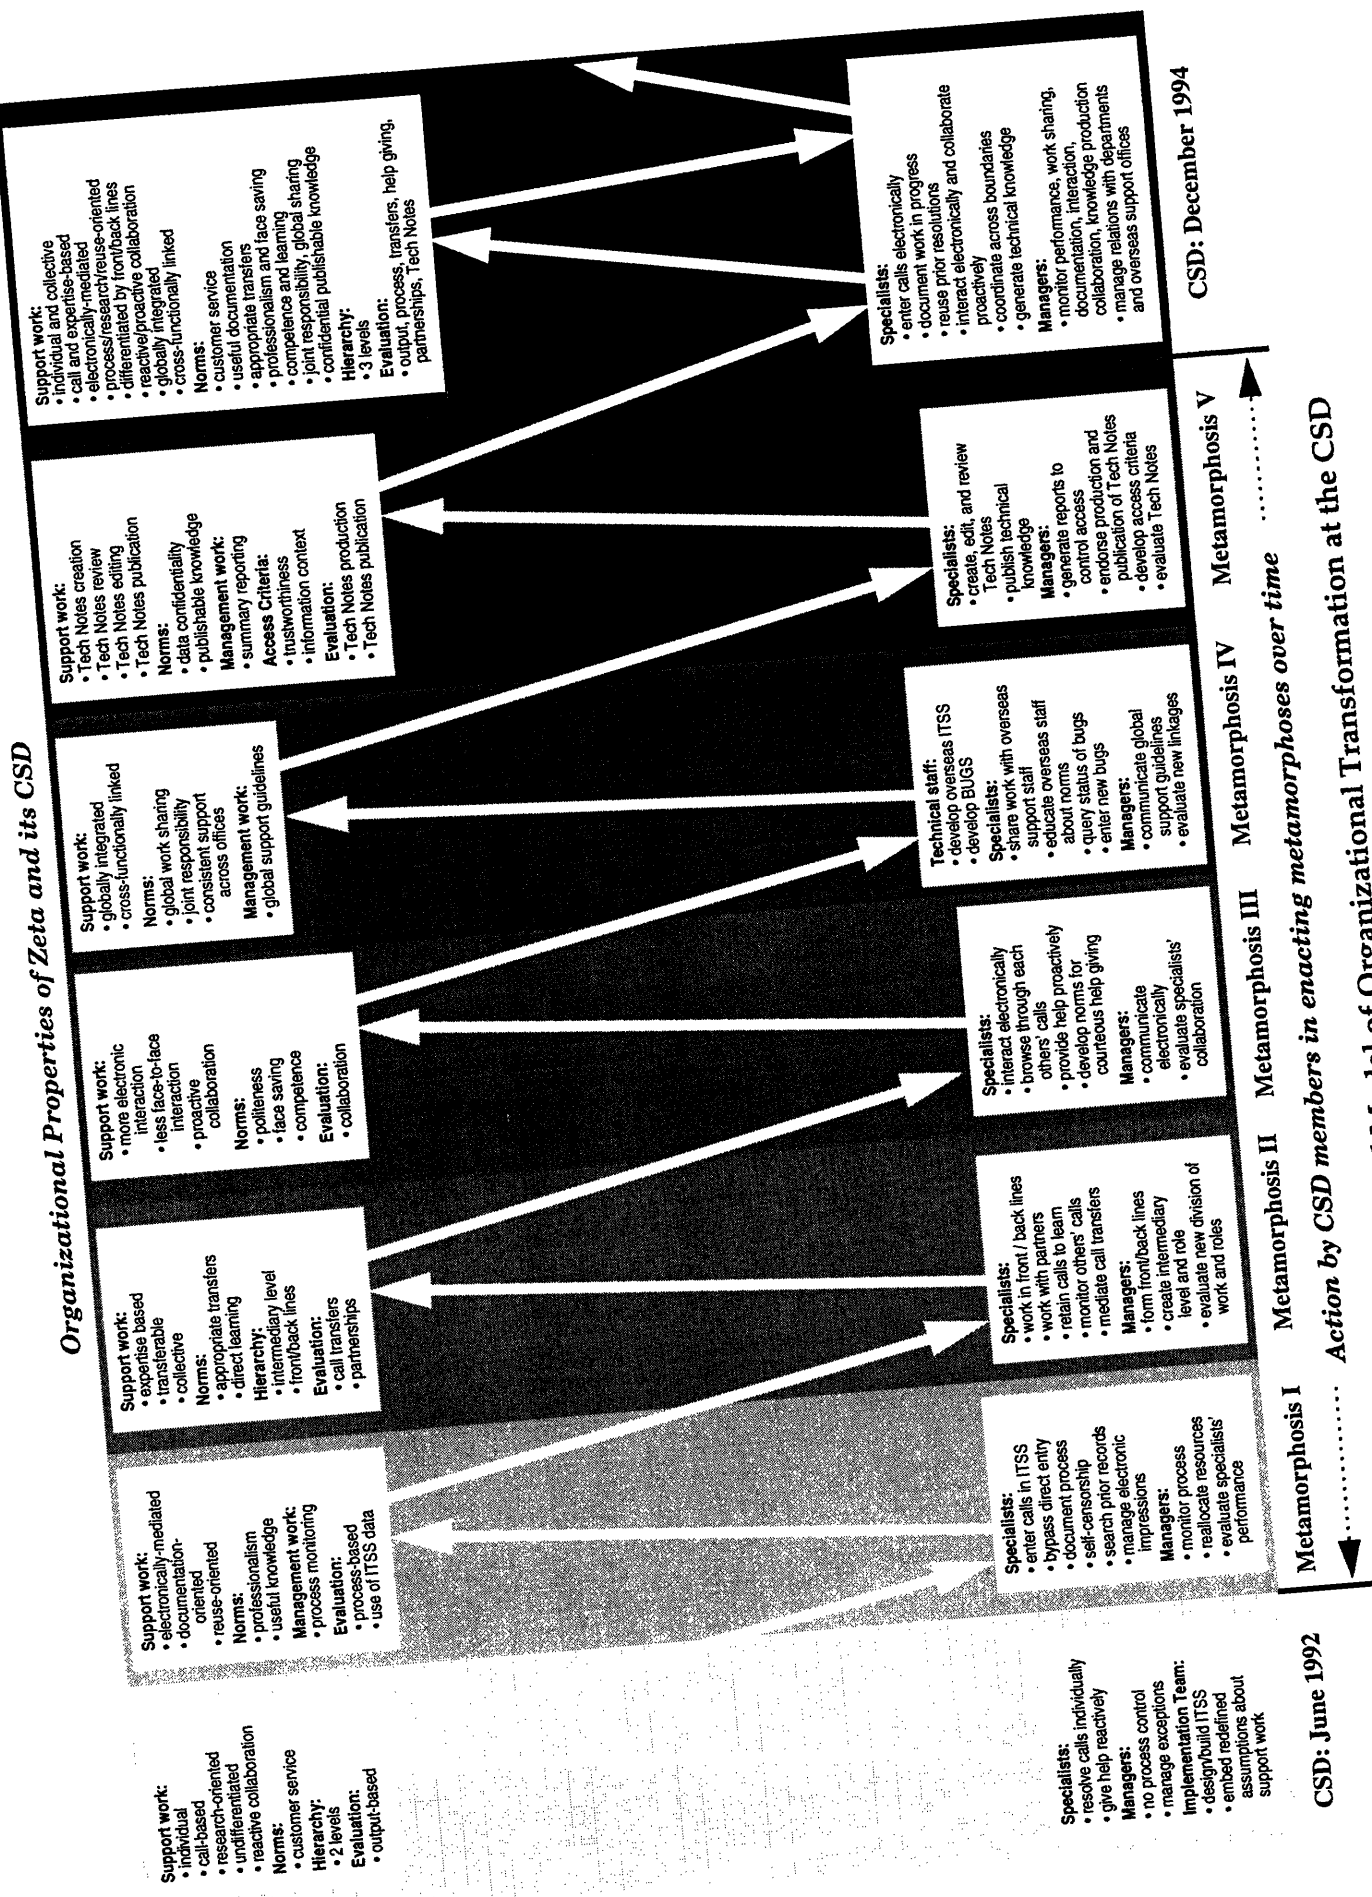 Organizational Properties of Zeta and its CSD
Support work:
• individual
• call-based
• research-oriented
• undifferentiated
• reactive collaboration
Norms:
• customer service
Hierarchy:
• 2 levels
Evaluation:
• output-based
Support work:
• electronically-mediated
• documentation-
oriented
• reuse-oriented
Norms:
• professionalism
• useful knowledge
Management work:
• process monitoring
Evaluation:
• process-based
• use of ITSS data
Support work:
• expertise based
• transferable
• collective
Norms:
• appropriate transfers
• direct learning
Hierarchy:
• intermediary level
• front/back lines
Evaluation:
• call transfers
• partnerships
Support work:
• more electronic
interaction
• less face-to-face
interaction
• proactive
collaboration
Norms:
• politeness
• face saving
• competence
Evaluation:
• collaboration
Support work:
• globally integrated
• cross-functionally linked
Norms:
• global work sharing
• joint responsibility
• consistent support
across offices
Management work:
• global support guidelines
Support work:
• Tech Notes creation
• Tech Notes review
• Tech Notes editing
• Tech Notes publication
Norms:
• data confidentiality
• publishable knowledge
Management work:
• summary reporting
Access Criteria:
• trustworthiness
• information context
Evaluation:
• Tech Notes production
• Tech Notes publication
Support work:
• individual and collective
• call and expertise-based
• electronically-mediated
• process/research/reuse-oriented
• differentiated by front/back lines
• reactive/proactive collaboration
• globally integrated
• cross-functionally linked
Norms:
• customer service
• useful documentation
• appropriate transfers
• professionalism and face saving
• competence and learning
• joint responsibility, global sharing
• confidential publishable knowledge
Hierarchy:
• 3 levels
Evaluation:
• output, process, transfers, help giving,
partnerships, Tech Notes
Specialists:
• resolve calls individually
• give help reactively
Managers:
• no process control
• manage exceptions
Implementation Team:
• design/build ITSS
• embed redefined
assumptions about
support work
Specialists:
• enter calls in ITSS
• bypass direct entry
• document process
• self-censorship
• search prior records
• manage electronic
impressions
Managers:
• monitor process
• reallocate resources
• evaluate specialists'
performance
Specialists:
• work in front / back lines
• work with partners
• retain calls to learn
• monitor others' calls
• mediate call transfers
Managers:
• form front/back lines
• create intermediary
level and role
• evaluate new division of
work and roles
Specialists:
• interact electronically
• browse through each
others' calls
• provide help proactively
• develop norms for
courteous help giving
Managers:
• communicate
electronically
• evaluate specialists'
collaboration
Technical staff:
• develop overseas ITSS
• develop BUGS
Specialists:
• share work with overseas
support staff
• educate overseas staff
about norms
• query status of bugs
• enter new bugs
Managers:
• communicate global
support guidelines
• evaluate new linkages
Specialists:
• create, edit, and review
Tech Notes
• publish technical
knowledge
Managers:
• generate reports to
control access
• endorse production and
publication of Tech Notes
• develop access criteria
• evaluate Tech Notes
Specialists:
• enter calls electronically
• document work in progress
• reuse prior resolutions
• interact electronically and collaborate
proactively
• coordinate across boundaries
• generate technical knowledge
Managers:
• monitor performance, work sharing,
documentation, interaction,
collaboration, knowledge production
• manage relations with departments
and overseas support offices
CSD: June 1992
Metamorphosis I
Metamorphosis II
Metamorphosis III
Metamorphosis IV
Metamorphosis V
CSD: December 1994
Action by CSD members in enacting metamorphoses over time
Model of Organizational Transformation at the CSD